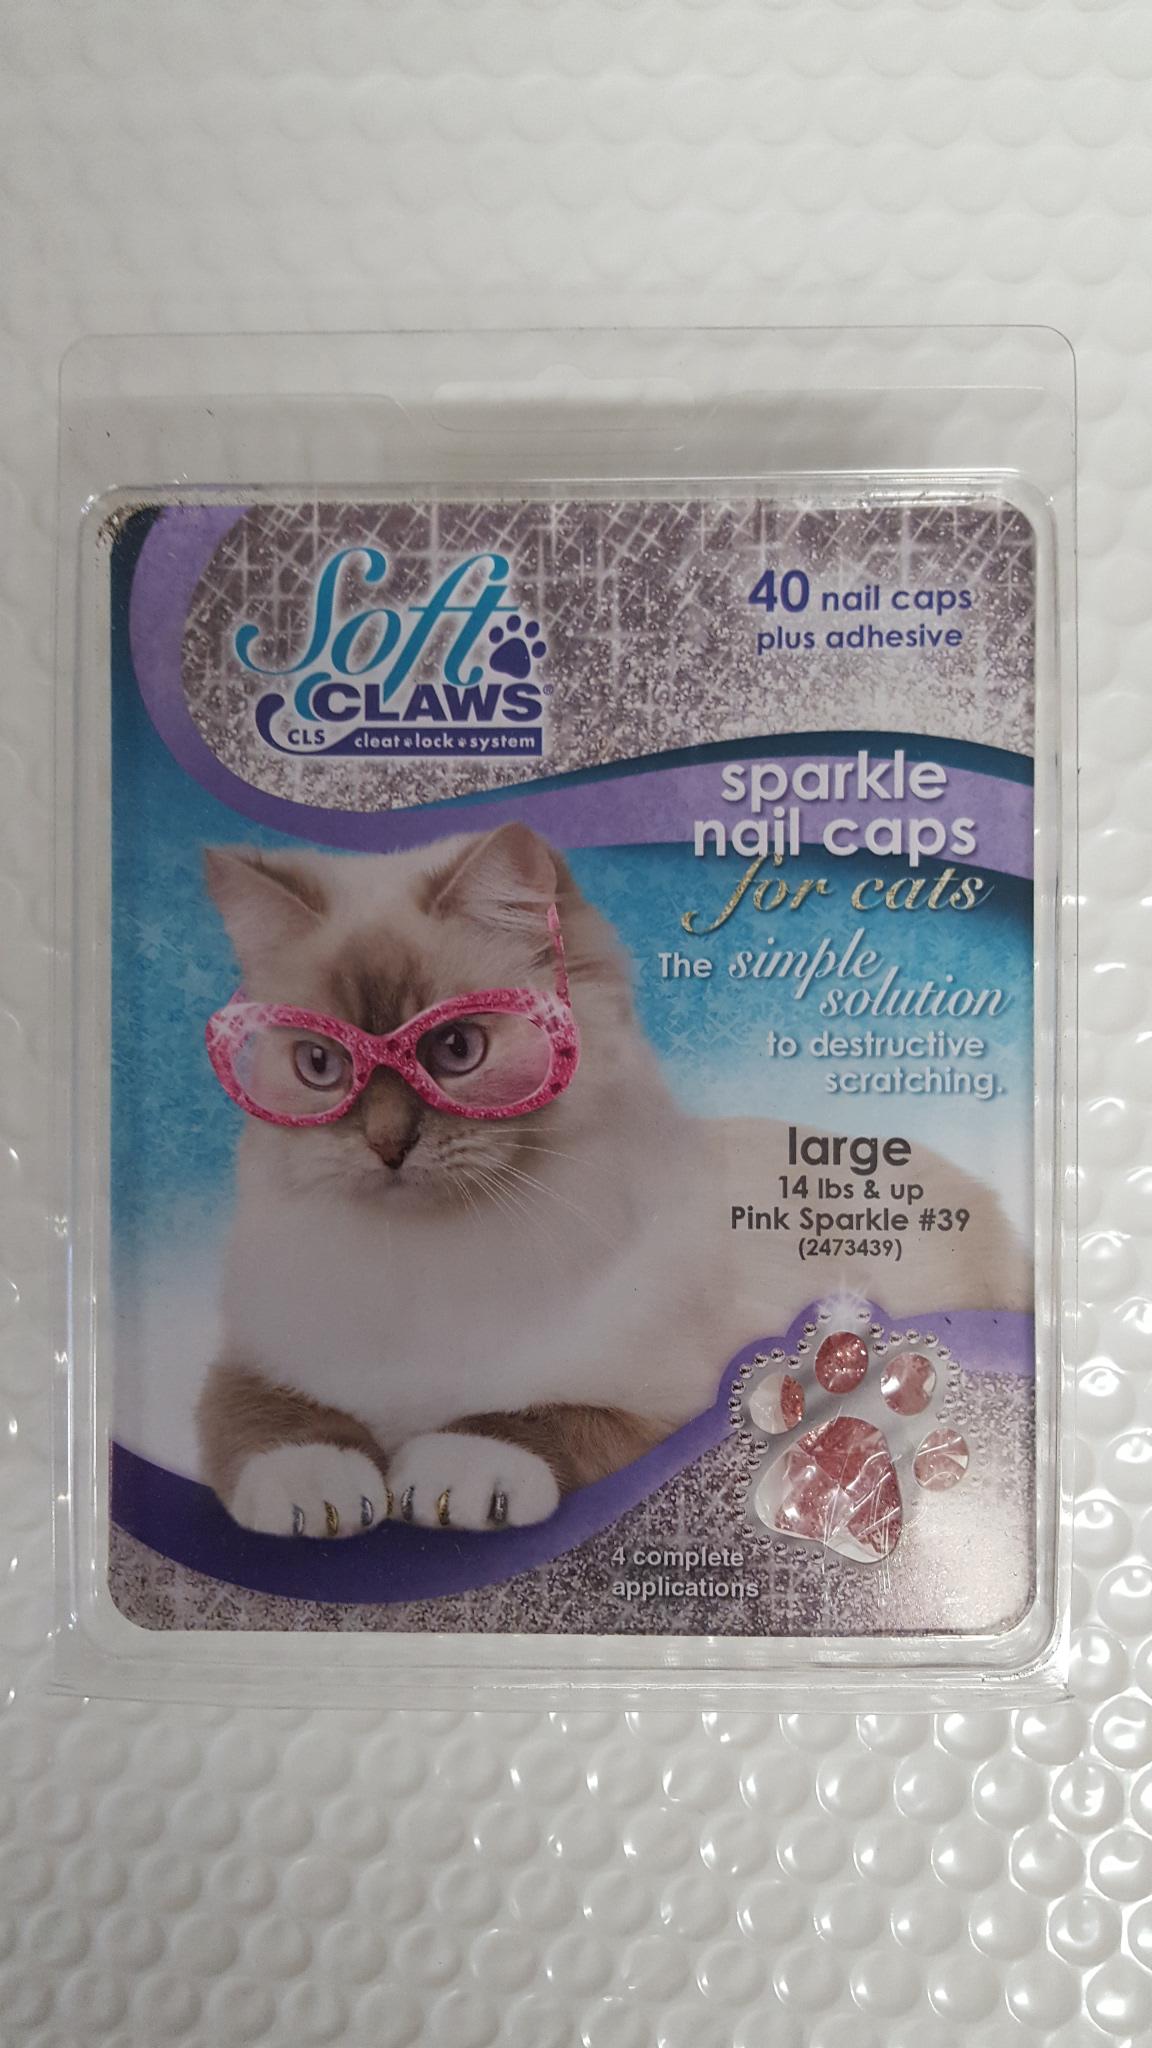 Soft
CLAWS®
CLS cleat•lock•system
40 nail caps
plus adhesive
sparkle
nail caps
for cats
The simple
solution
to destructive
scratching.
large
14 lbs & up
Pink Sparkle #39
(2473439)
4 complete
applications